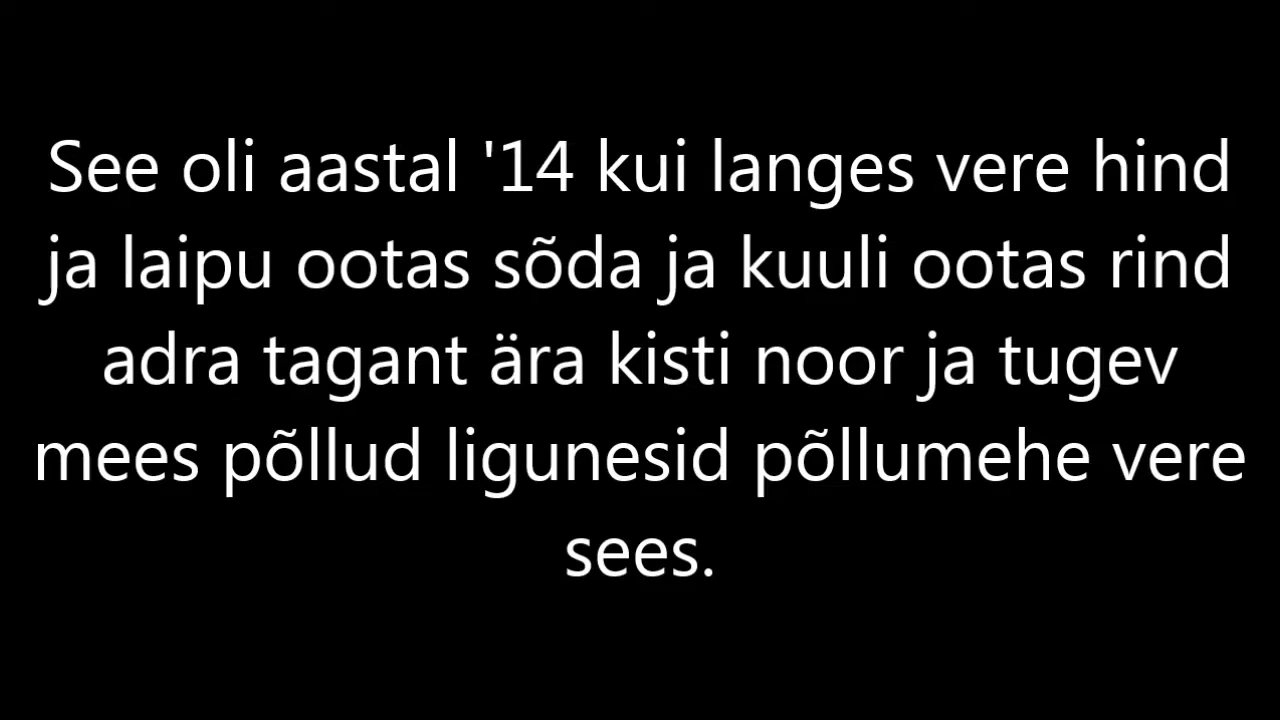 See oli aastal '14 kui langes vere hind
ja laipu ootas sõda ja kuuli ootas rind
adra tagant ära kisti noor ja tugev
mees põllud ligunesid põllumehe vere
sees.